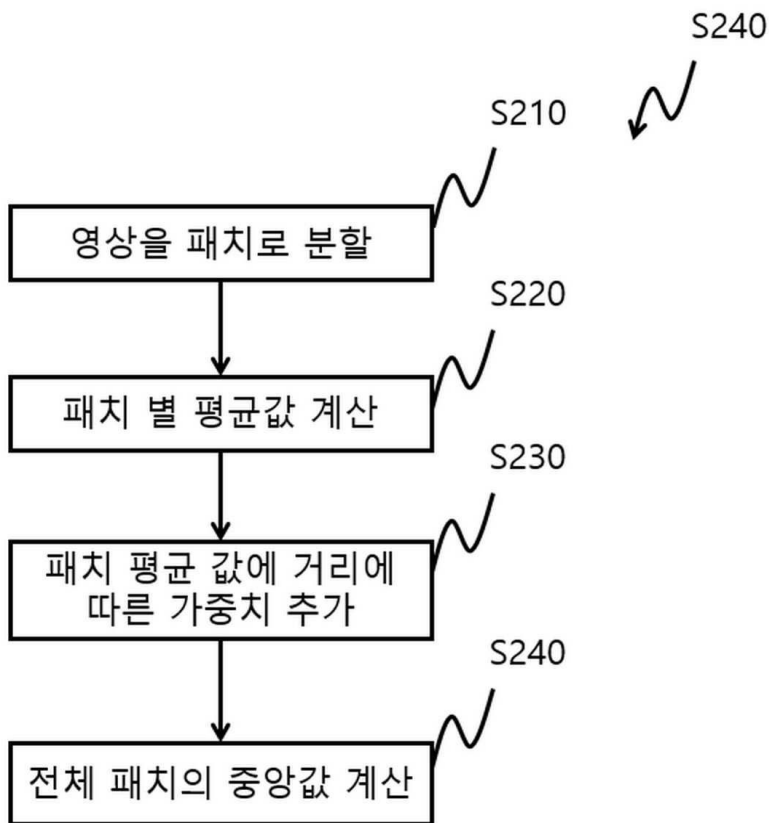 S240
S210
영상을 패치로 분할
S220
패치 별 평균값 계산
S230
패치 평균 값에 거리에
따른 가중치 추가
S240
전체 패치의 중앙값 계산